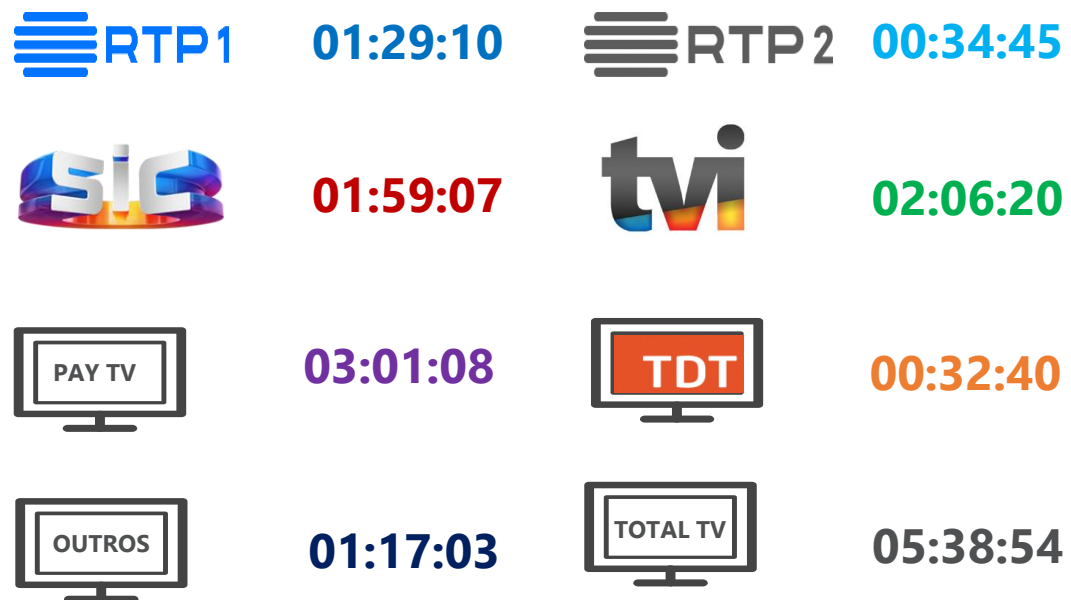 RTP1 01:29:10 RTP2 00:34:45
sic 01:59:07 tvi 02:06:20
PAY TV 03:01:08 TDT 00:32:40
OUTROS 01:17:03 TOTAL TV 05:38:54